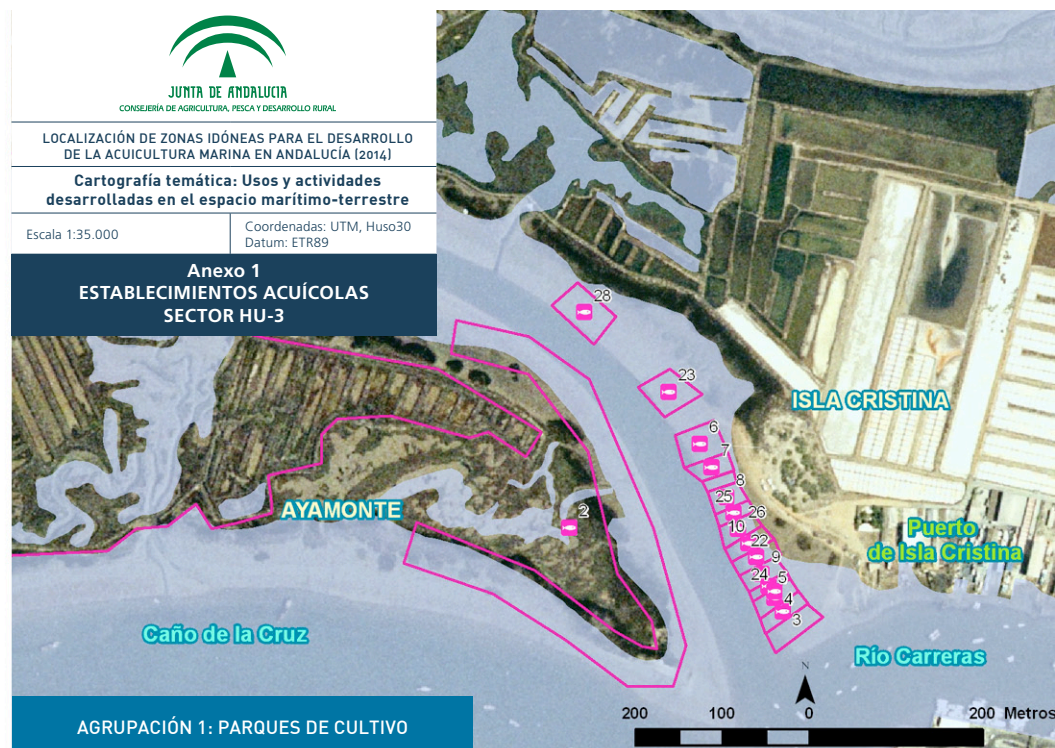 JUNTA DE ANDALUCIA
CONSEJERÍA DE AGRICULTURA, PESCA Y DESARROLLO RURAL
LOCALIZACIÓN DE ZONAS IDÓNEAS PARA EL DESARROLLO
DE LA ACUICULTURA MARINA EN ANDALUCÍA (2014)
Cartografía temática: Usos y actividades
desarrolladas en el espacio marítimo-terrestre
Escala 1:35.000
Coordenadas: UTM, Huso30
Datum: ETR89
Anexo 1
ESTABLECIMIENTOS ACUÍCOLAS
SECTOR HU-3
28
23
ISLA CRISTINA
6
7
8
25
AYAMONTE
2
26
10
Puerto
de Isla Cristina
22
9
24
5
4
3
Caño de la Cruz
Río Carreras
N
200 100 0 200 Metros
AGRUPACIÓN 1: PARQUES DE CULTIVO